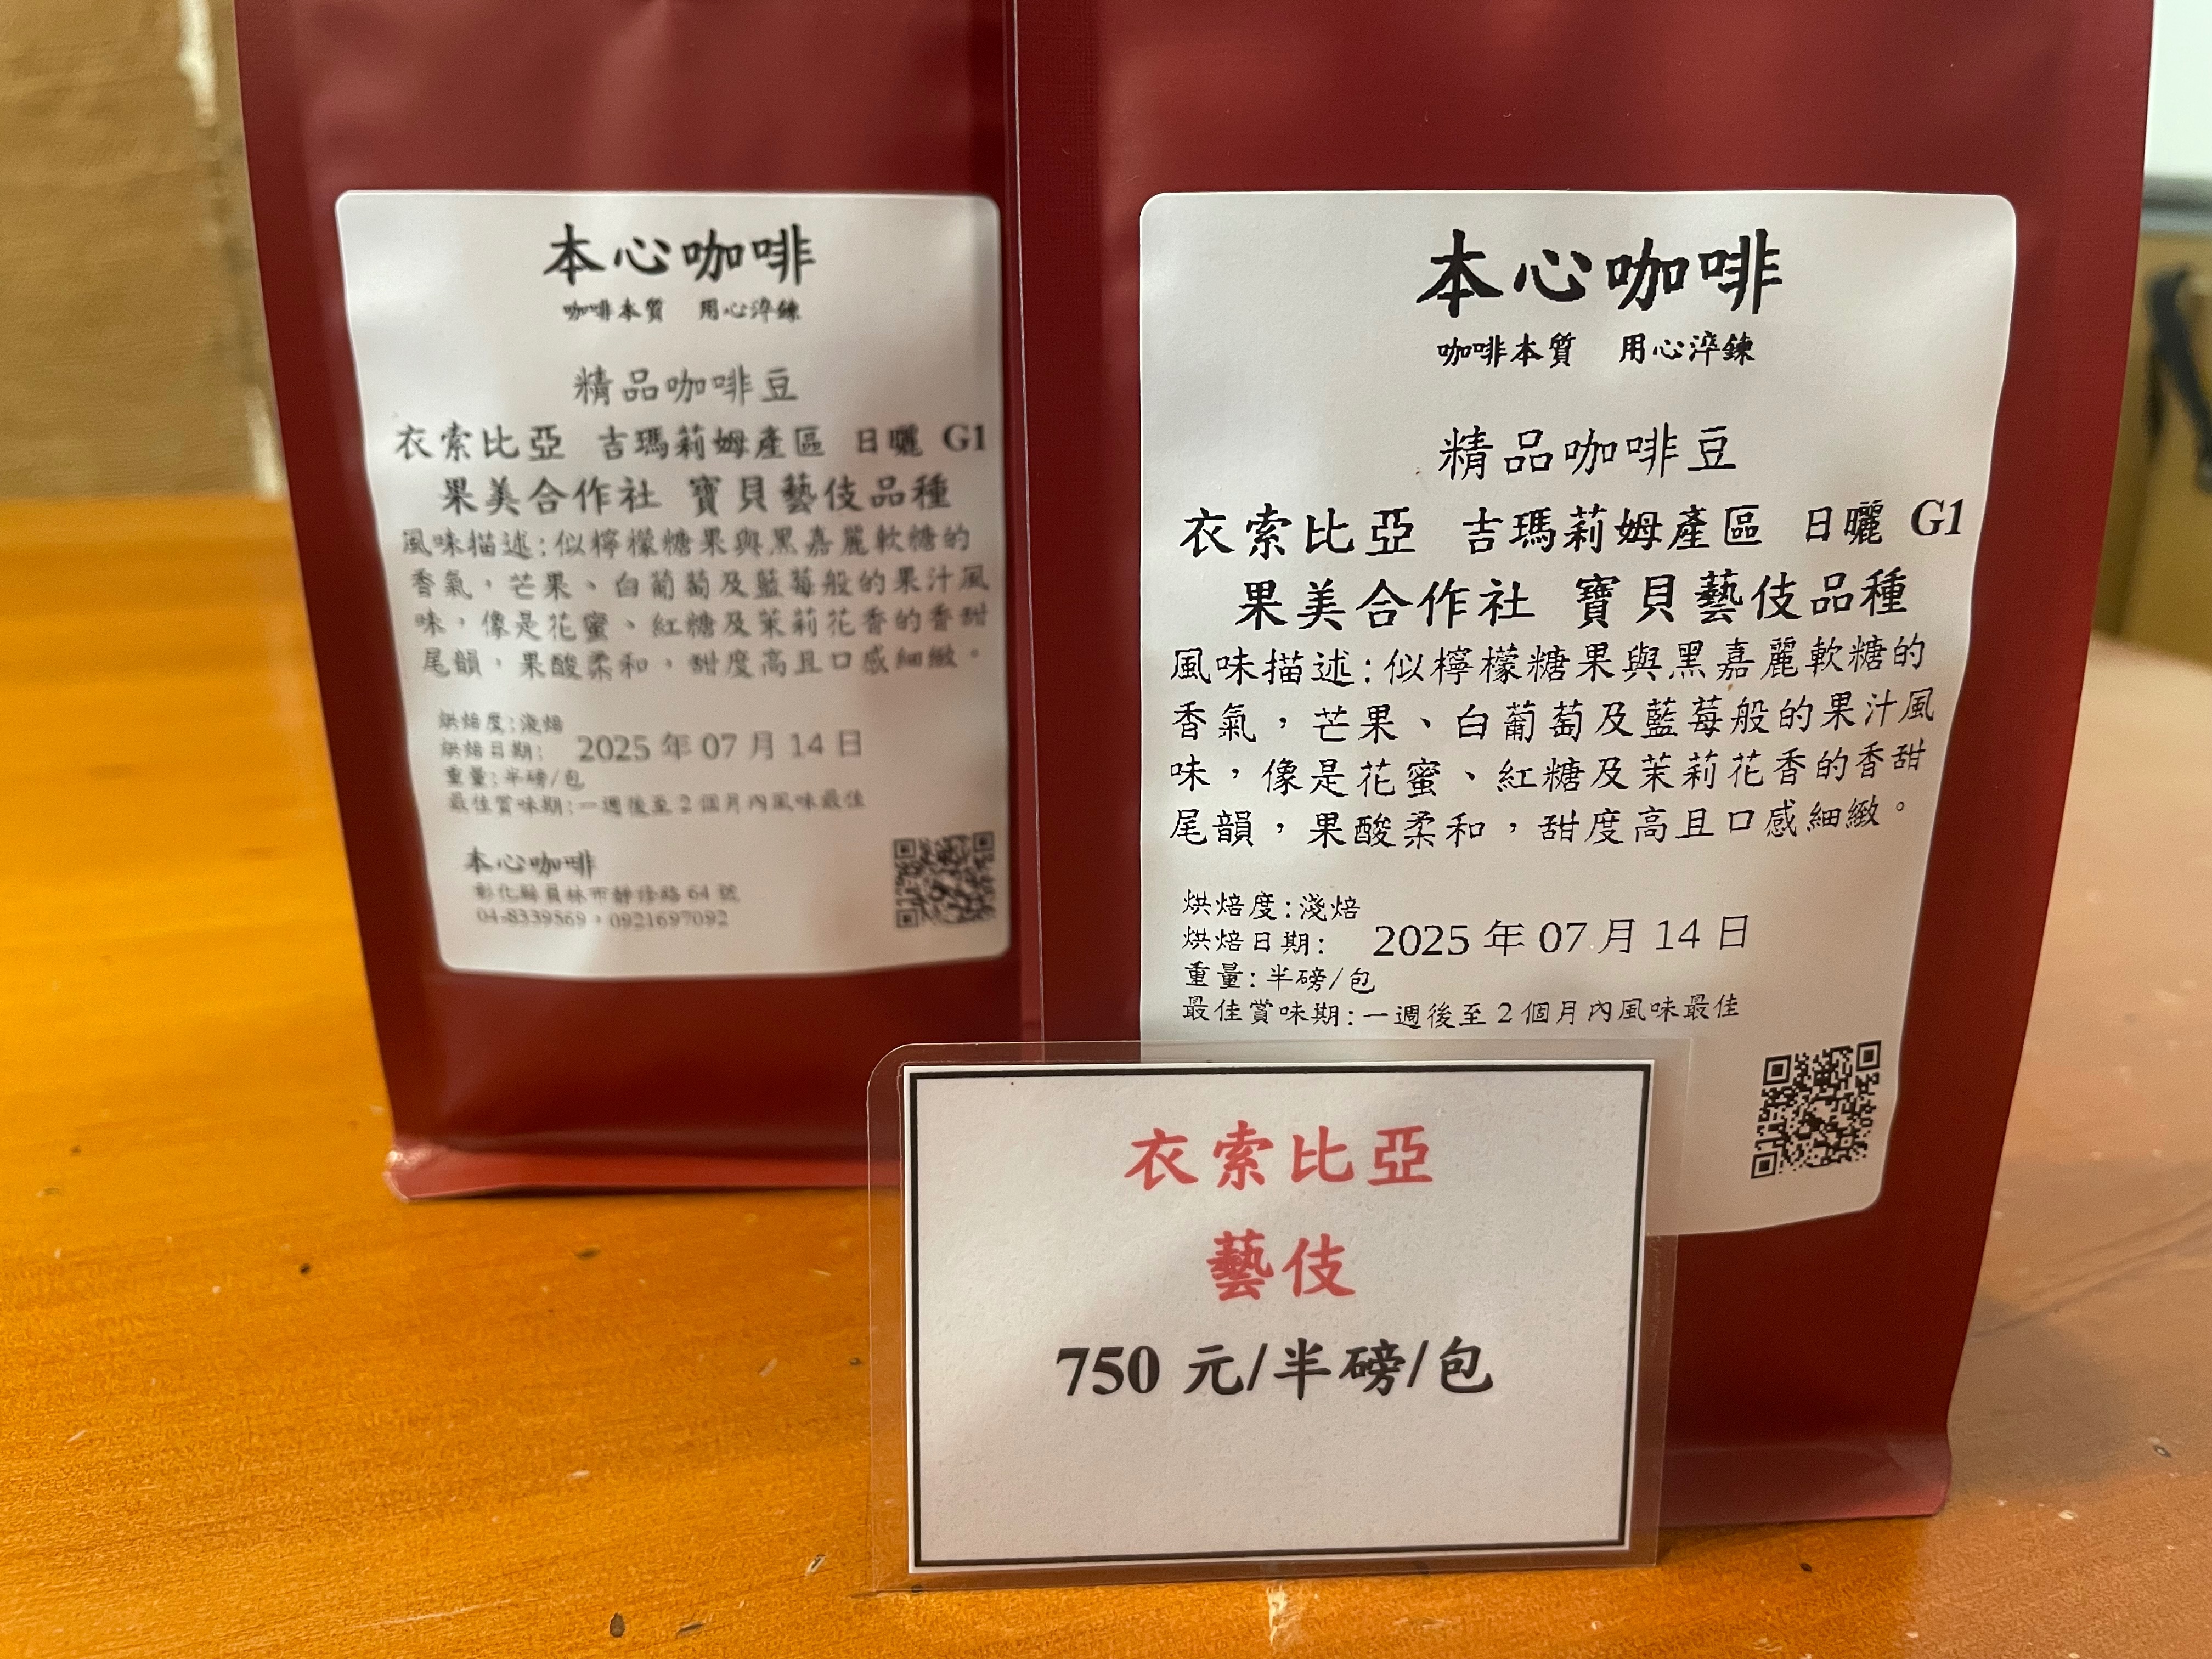 本心咖啡
咖啡本質 用心淬鍊
精品咖啡豆
衣索比亞 吉瑪莉姆產區 日曬 G1
果美合作社 寶貝藝伎品種
風味描述:似檸檬糖果與黑嘉麗軟糖的
香氣,芒果、白葡萄及藍莓般的果汁風
味,像是花蜜、紅糖及茉莉花香的香甜
尾韻,果酸柔和,甜度高且口感細緻。
烘焙度:淺焙
烘焙日期: 2025 年 07 月 14 日
重量:半磅/包
最佳賞味期:一週後至 2 個月內風味最佳
本心咖啡
彰化縣員林市靜修路 64 號
04-8339569,0921697092
本心咖啡
咖啡本質 用心淬鍊
精品咖啡豆
衣索比亞 吉瑪莉姆產區 日曬 G1
果美合作社 寶貝藝伎品種
風味描述:似檸檬糖果與黑嘉麗軟糖的
香氣,芒果、白葡萄及藍莓般的果汁風
味,像是花蜜、紅糖及茉莉花香的香甜
尾韻,果酸柔和,甜度高且口感細緻。
烘焙度:淺焙
烘焙日期: 2025 年 07 月 14 日
重量:半磅/包
最佳賞味期:一週後至 2 個月內風味最佳
衣索比亞
藝伎
750 元/半磅/包